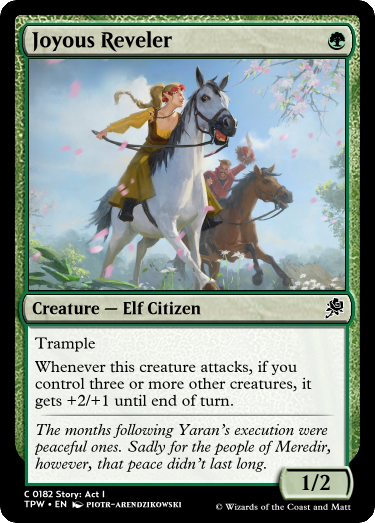 Joyous Reveler
Creature — Elf Citizen
Trample
Whenever this creature attacks, if you
control three or more other creatures, it
gets +2/+1 until end of turn.
The months following Yaran's execution were
peaceful ones. Sadly for the people of Meredir,
however, that peace didn't last long.
1/2
C 0182 Story: Act I
TPW • EN PIOTR-ARENDZIKOWSKI
© Wizards of the Coast and Matt